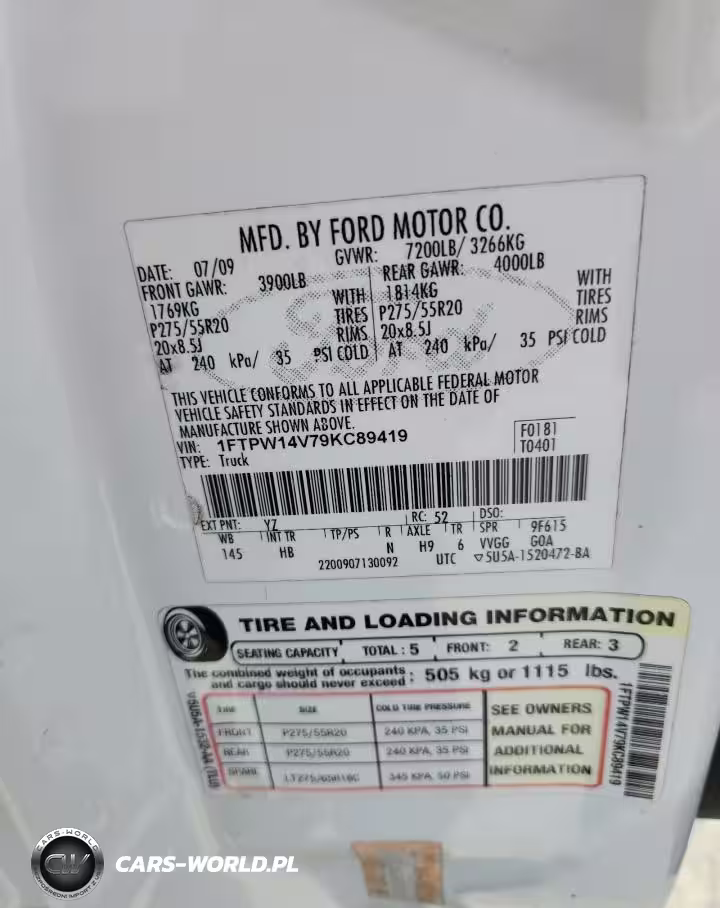 MFD. BY FORD MOTOR CO.
DATE: 07/09 GVWR: 7200LB/ 3266KG
FRONT GAWR: 3900LB REAR GAWR: 4000LB
1769KG WITH 1814KG WITH
P275/55R20 TIRES P275/55R20 TIRES
20x8.5J RIMS 20x8.5J RIMS
AT 240 kPa/ 35 PSI COLD AT 240 kPa/ 35 PSI COLD
THIS VEHICLE CONFORMS TO ALL APPLICABLE FEDERAL MOTOR
VEHICLE SAFETY STANDARDS IN EFFECT ON THE DATE OF
MANUFACTURE SHOWN ABOVE.
VIN: 1FTPW14V79KC89419 F0181
TYPE: Truck T0401
EXT PNT: YZ RC: 52 DSO:
WB INT TR TP/PS R AXLE TR SPR 9F615
145 HB N H9 6 VVGG GOA
2200907130092 UTC ▽5U5A-1520472-BA
TIRE AND LOADING INFORMATION
SEATING CAPACITY TOTAL: 5 FRONT: 2 REAR: 3
The combined weight of occupants and cargo should never exceed: 505 kg or 1115 lbs.
TIRE SIZE COLD TIRE PRESSURE SEE OWNERS
FRONT P275/55R20 240 KPA, 35 PSI MANUAL FOR
REAR P275/55R20 240 KPA, 35 PSI ADDITIONAL
SPARE LT275/65R18C 345 KPA, 50 PSI INFORMATION
1FTPW14V79KC89419
CARS-WORLD
CW
CARS-WORLD.PL